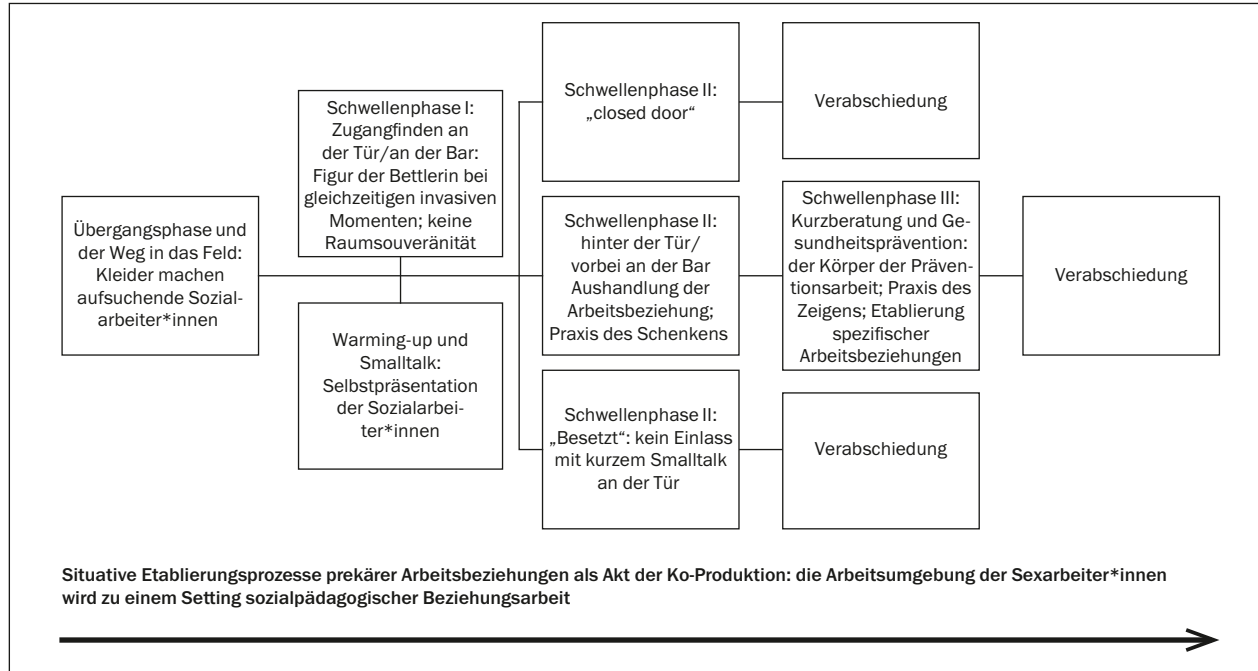 Übergangsphase und
der Weg in das Feld:
Kleider machen
aufsuchende Sozial-
arbeiter*innen
Schwellenphase I:
Zugangfinden an
der Tür/an der Bar:
Figur der Bettlerin bei
gleichzeitigen invasiven
Momenten; keine
Raumsouveränität
Warming-up und
Smalltalk:
Selbstpräsentation
der Sozialarbei-
ter*innen
Schwellenphase II:
„closed door“
Verabschiedung
Schwellenphase II:
hinter der Tür/
vorbei an der Bar
Aushandlung der
Arbeitsbeziehung;
Praxis des Schenkens
Schwellenphase III:
Kurzberatung und Ge-
sundheitsprävention:
der Körper der Präven-
tionsarbeit; Praxis des
Zeigens; Etablierung
spezifischer
Arbeitsbeziehungen
Verabschiedung
Schwellenphase II:
„Besetzt“: kein Einlass
mit kurzem Smalltalk
an der Tür
Verabschiedung
Situative Etablierungsprozesse prekärer Arbeitsbeziehungen als Akt der Ko-Produktion: die Arbeitsumgebung der Sexarbeiter*innen
wird zu einem Setting sozialpädagogischer Beziehungsarbeit